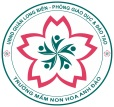 UBND QUẬN LONG BIÊN - PHÒNG GIÁO DỤC & ĐÀO TẠO
TRƯỜNG MẦM NON HOA ANH ĐÀO